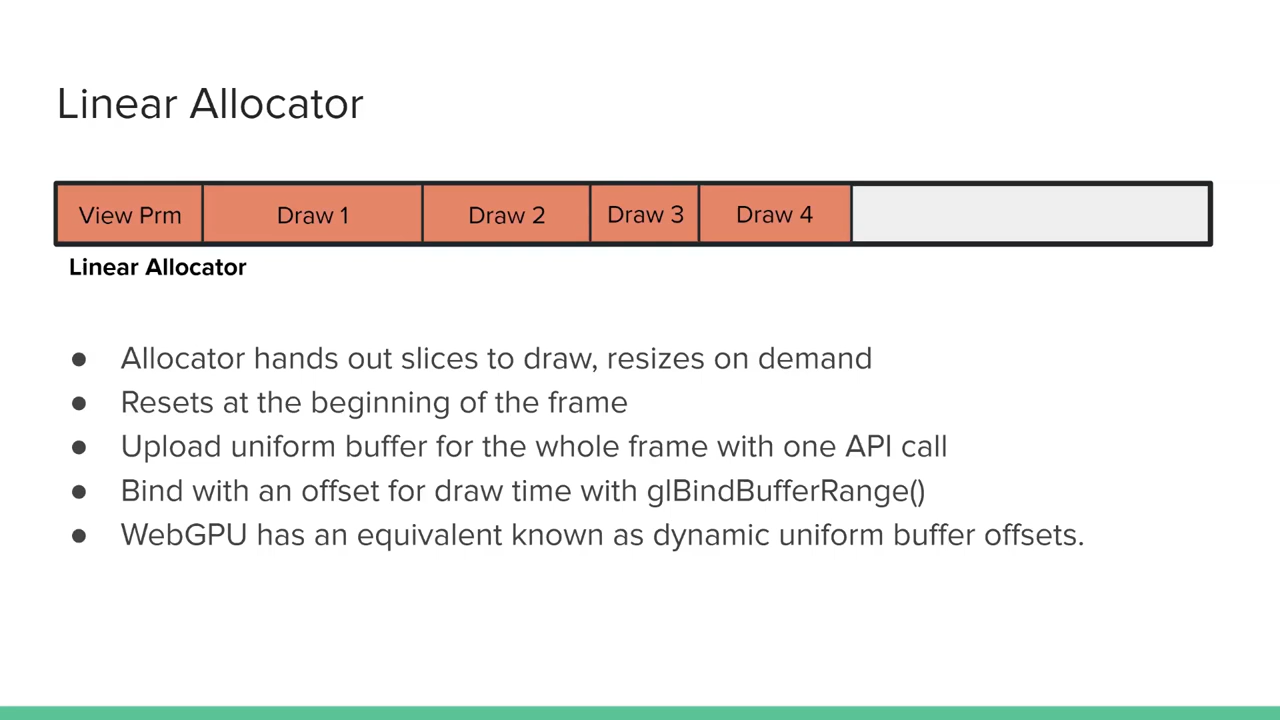 Linear Allocator
View Prm Draw 1 Draw 2 Draw 3 Draw 4
Linear Allocator
● Allocator hands out slices to draw, resizes on demand
● Resets at the beginning of the frame
● Upload uniform buffer for the whole frame with one API call
● Bind with an offset for draw time with glBindBufferRange()
● WebGPU has an equivalent known as dynamic uniform buffer offsets.